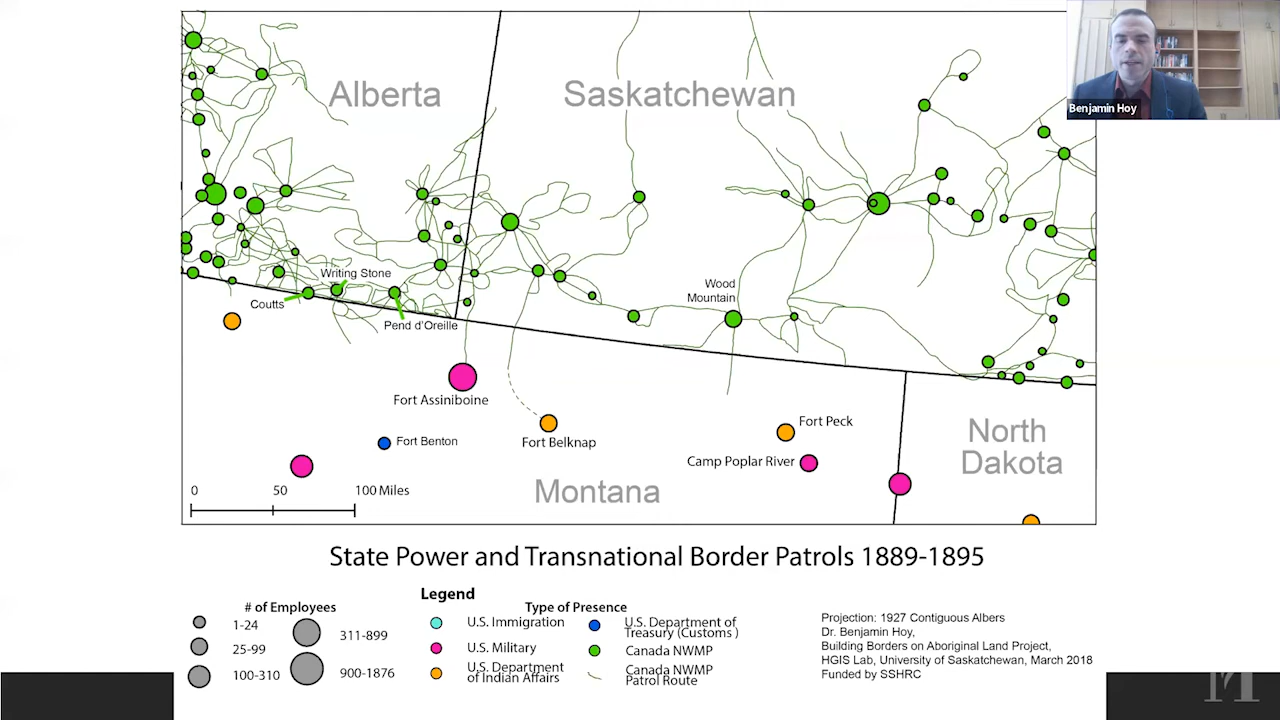 Benjamin Hoy
Alberta
Saskatchewan
Wood
Mountain
Writing Stone
Coutts
Pend d'Oreille
Fort Assiniboine
Fort Benton
Fort Belknap
Fort Peck
Camp Poplar River
North
Dakota
Montana
0 50 100 Miles
State Power and Transnational Border Patrols 1889-1895
Legend
# of Employees
1-24
25-99
100-310
311-899
900-1876
Type of Presence
U.S. Immigration
U.S. Military
U.S. Department
of Indian Affairs
U.S. Department of
Treasury (Customs )
Canada NWMP
Canada NWMP
Patrol Route
Projection: 1927 Contiguous Albers
Dr. Benjamin Hoy,
Building Borders on Aboriginal Land Project,
HGIS Lab, University of Saskatchewan, March 2018
Funded by SSHRC
M